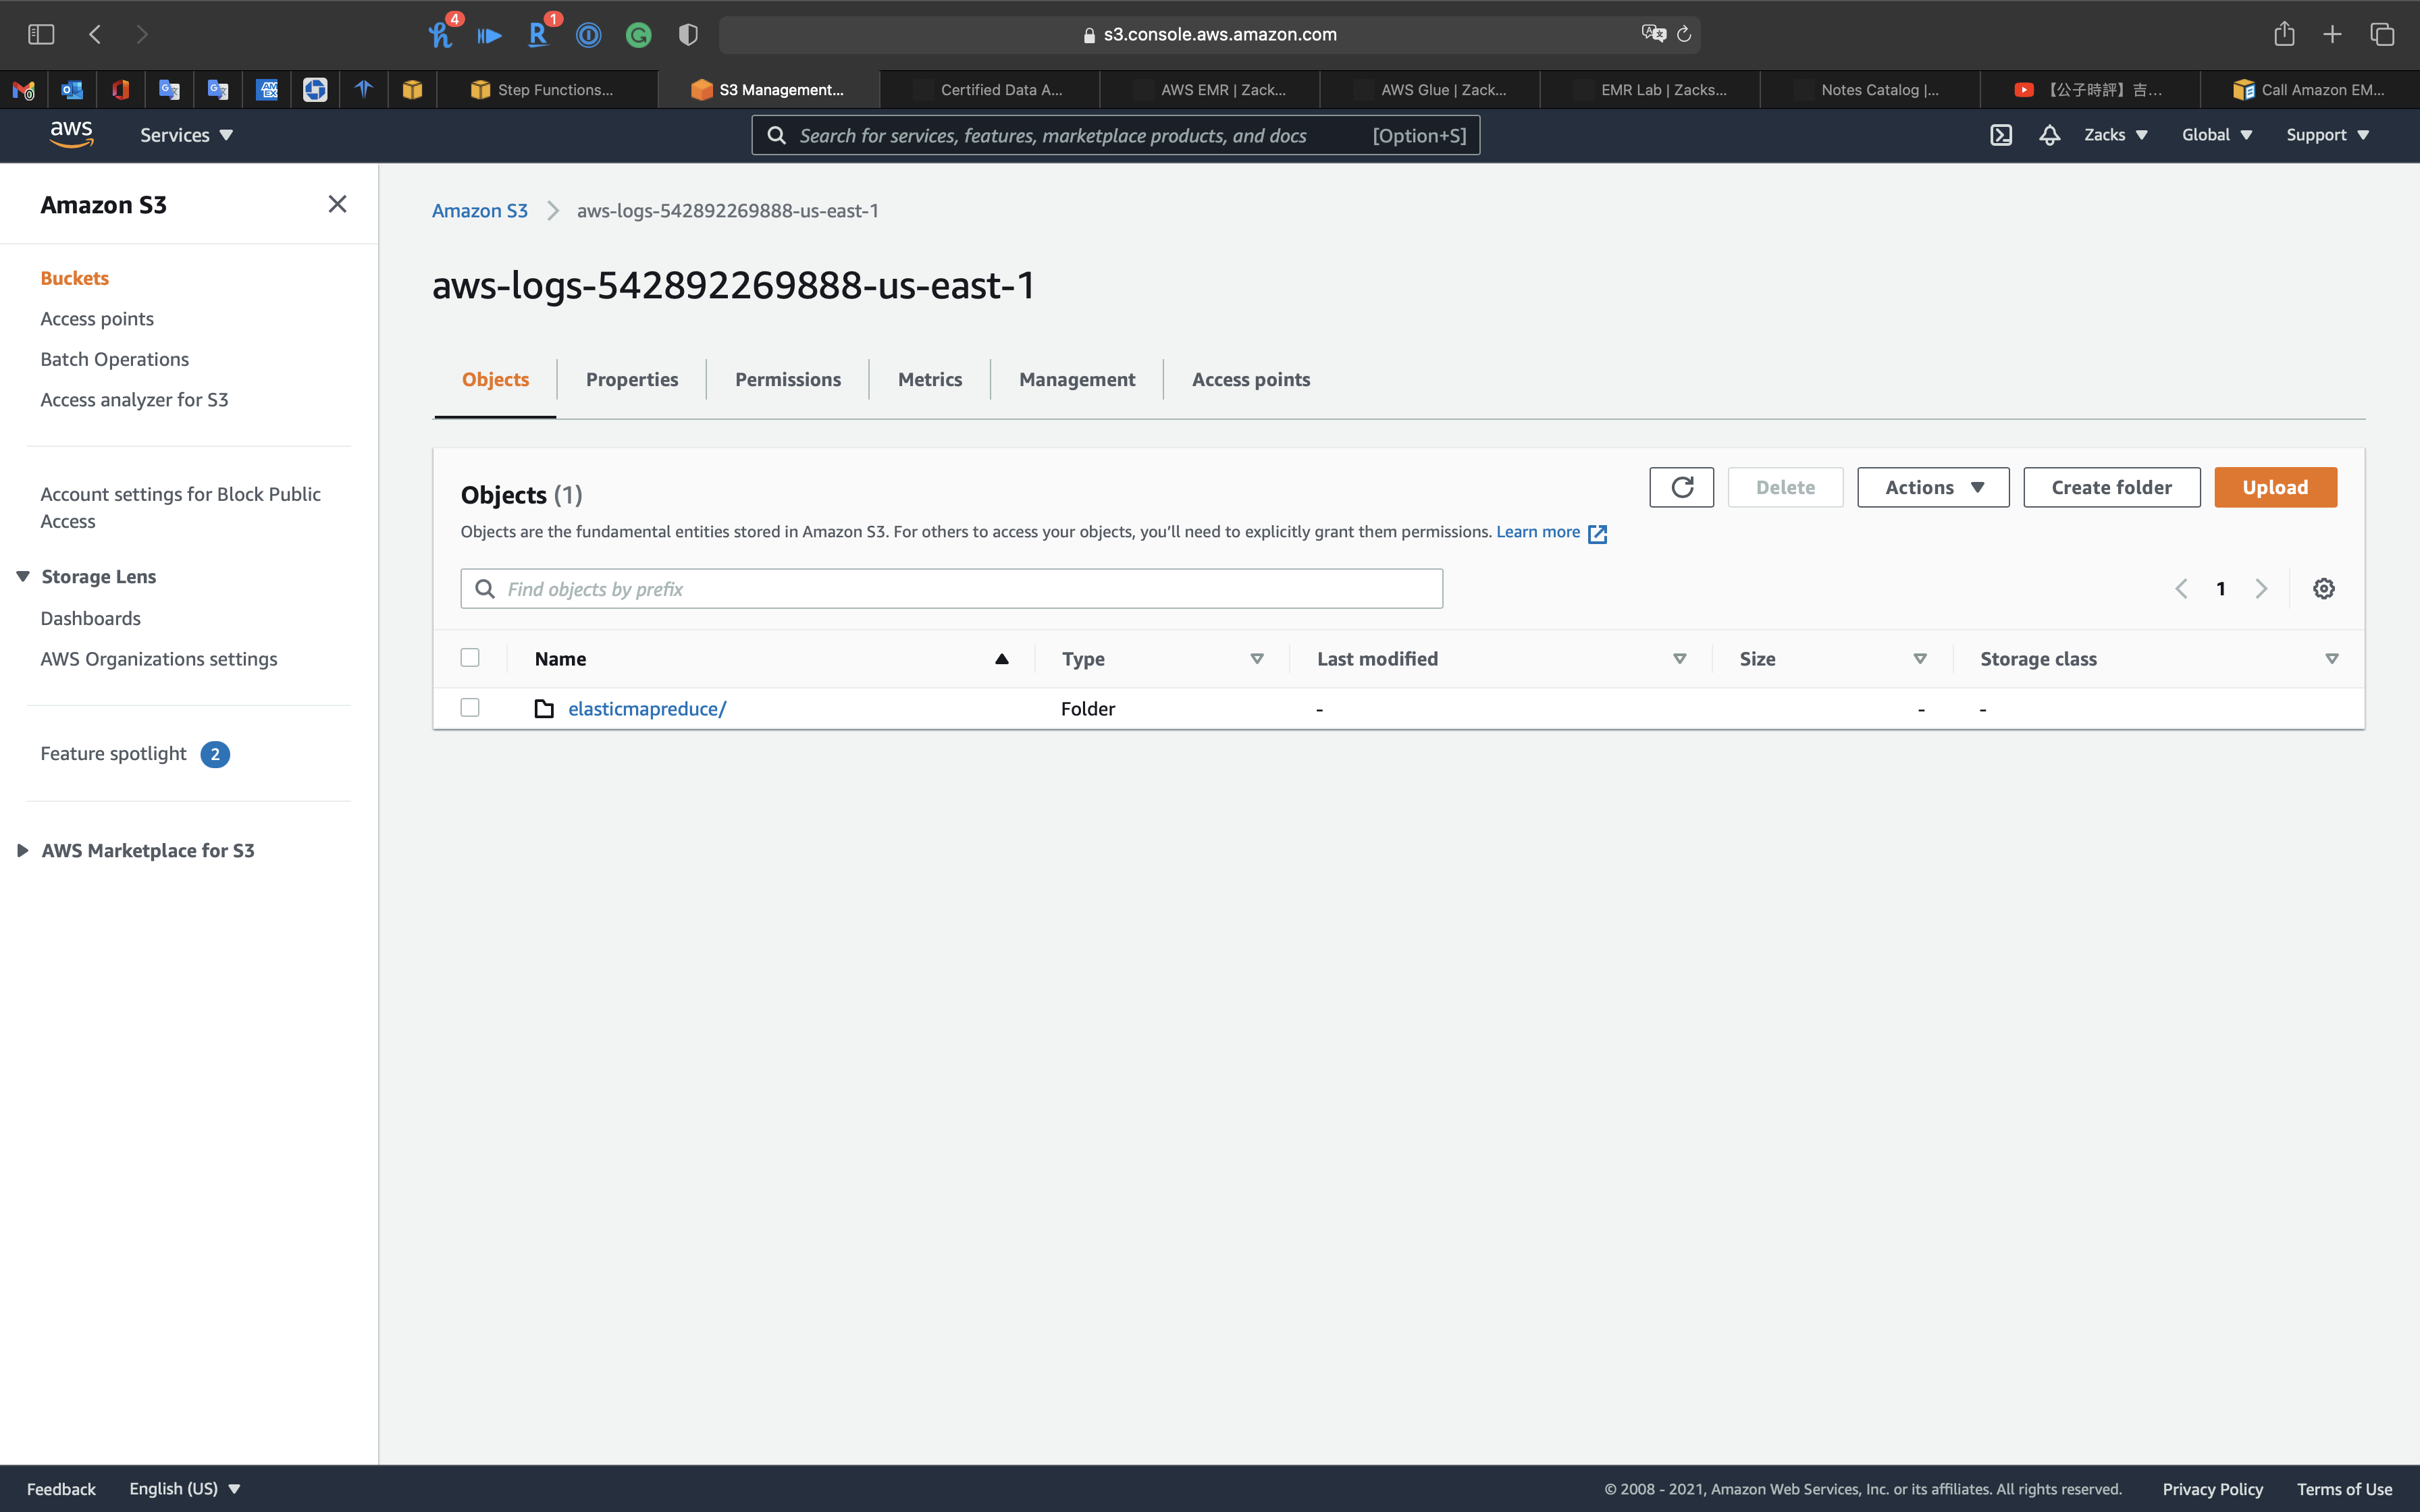 4
1
s3.console.aws.amazon.com
Step Functions...
S3 Management...
Certified Data A...
AWS EMR | Zack...
AWS Glue | Zack...
EMR Lab | Zacks...
Notes Catalog |...
【公子時評】吉...
Call Amazon EM...
aws
Services
Search for services, features, marketplace products, and docs
[Option+S]
Zacks
Global
Support
Amazon S3
Buckets
Access points
Batch Operations
Access analyzer for S3
Account settings for Block Public
Access
Storage Lens
Dashboards
AWS Organizations settings
Feature spotlight 2
AWS Marketplace for S3
Amazon S3
aws-logs-542892269888-us-east-1
aws-logs-542892269888-us-east-1
Objects
Properties
Permissions
Metrics
Management
Access points
Objects (1)
Delete
Actions
Create folder
Upload
Objects are the fundamental entities stored in Amazon S3. For others to access your objects, you’ll need to explicitly grant them permissions. Learn more
Find objects by prefix
1
Name
Type
Last modified
Size
Storage class
elasticmapreduce/
Folder
-
-
-
Feedback
English (US)
© 2008 - 2021, Amazon Web Services, Inc. or its affiliates. All rights reserved.
Privacy Policy
Terms of Use